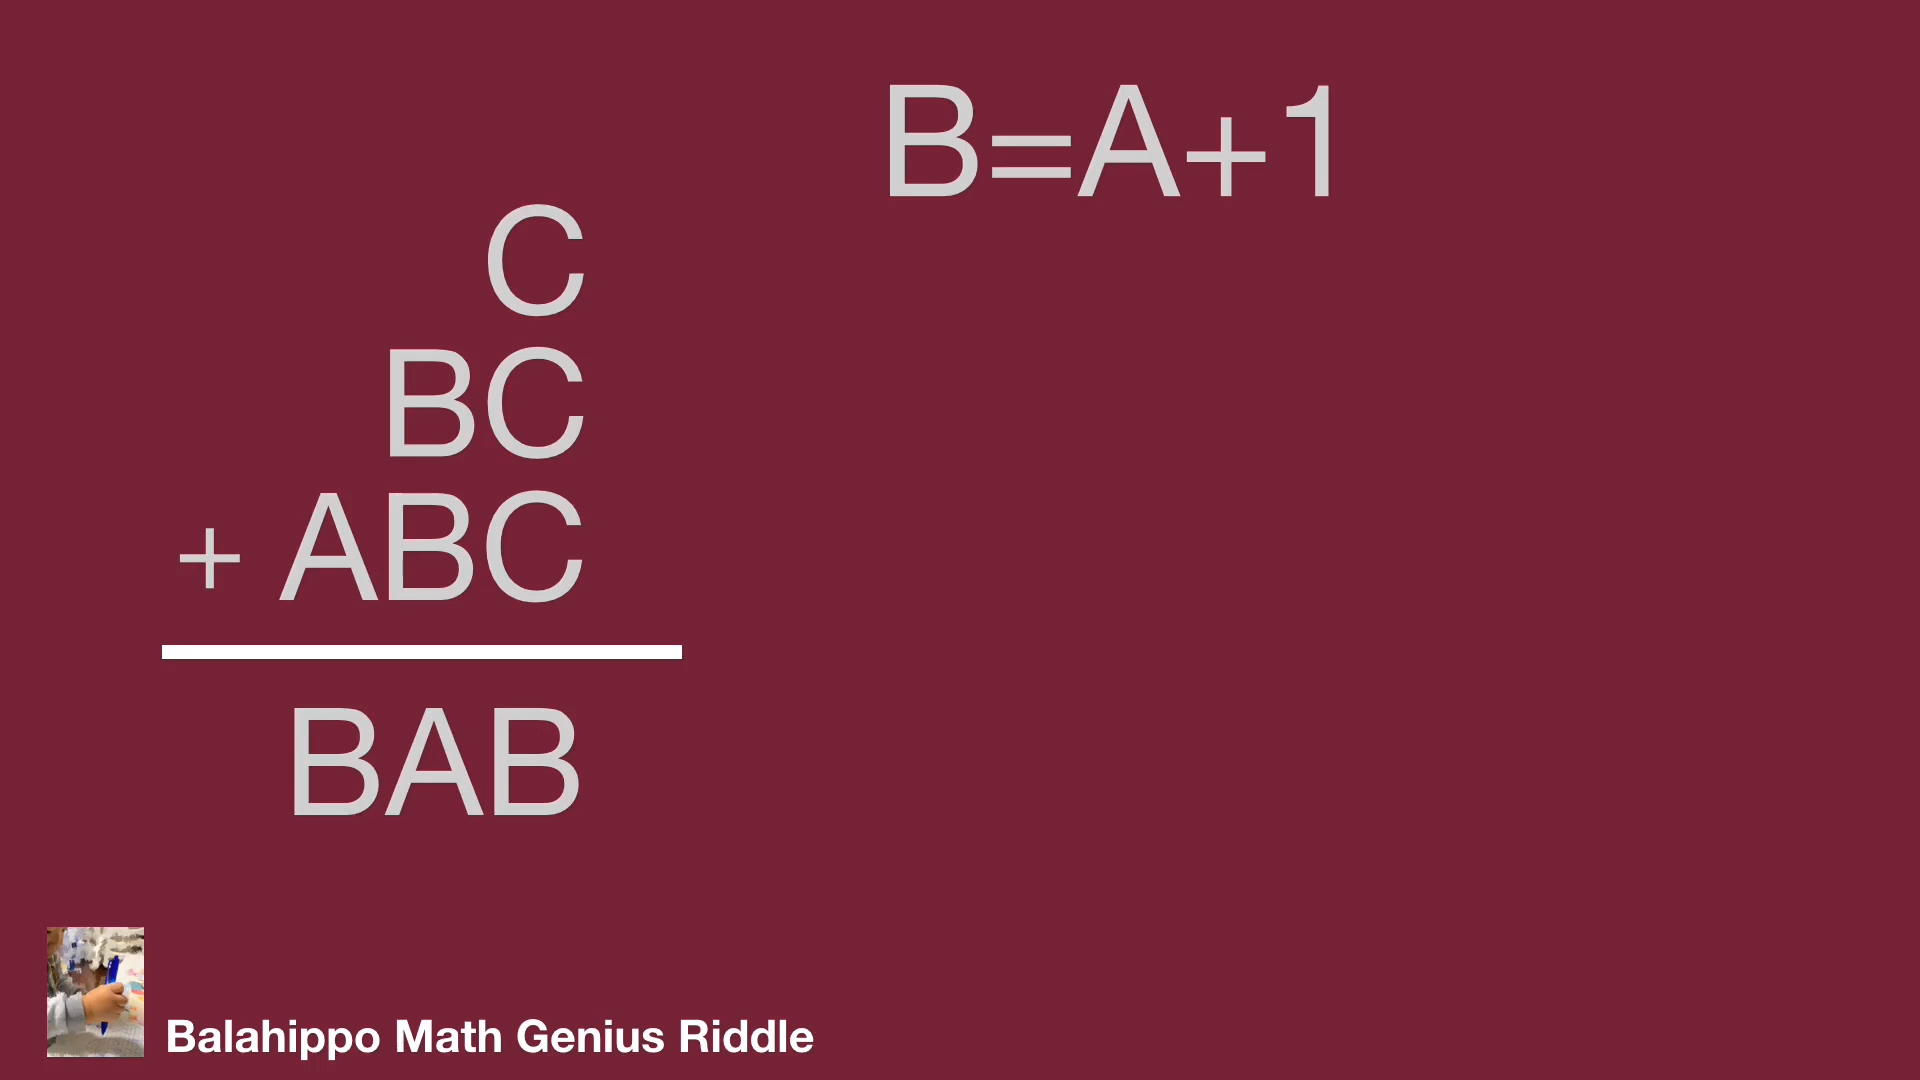 B=A+1
C
BC
+ ABC
BAB
Balahippo Math Genius Riddle